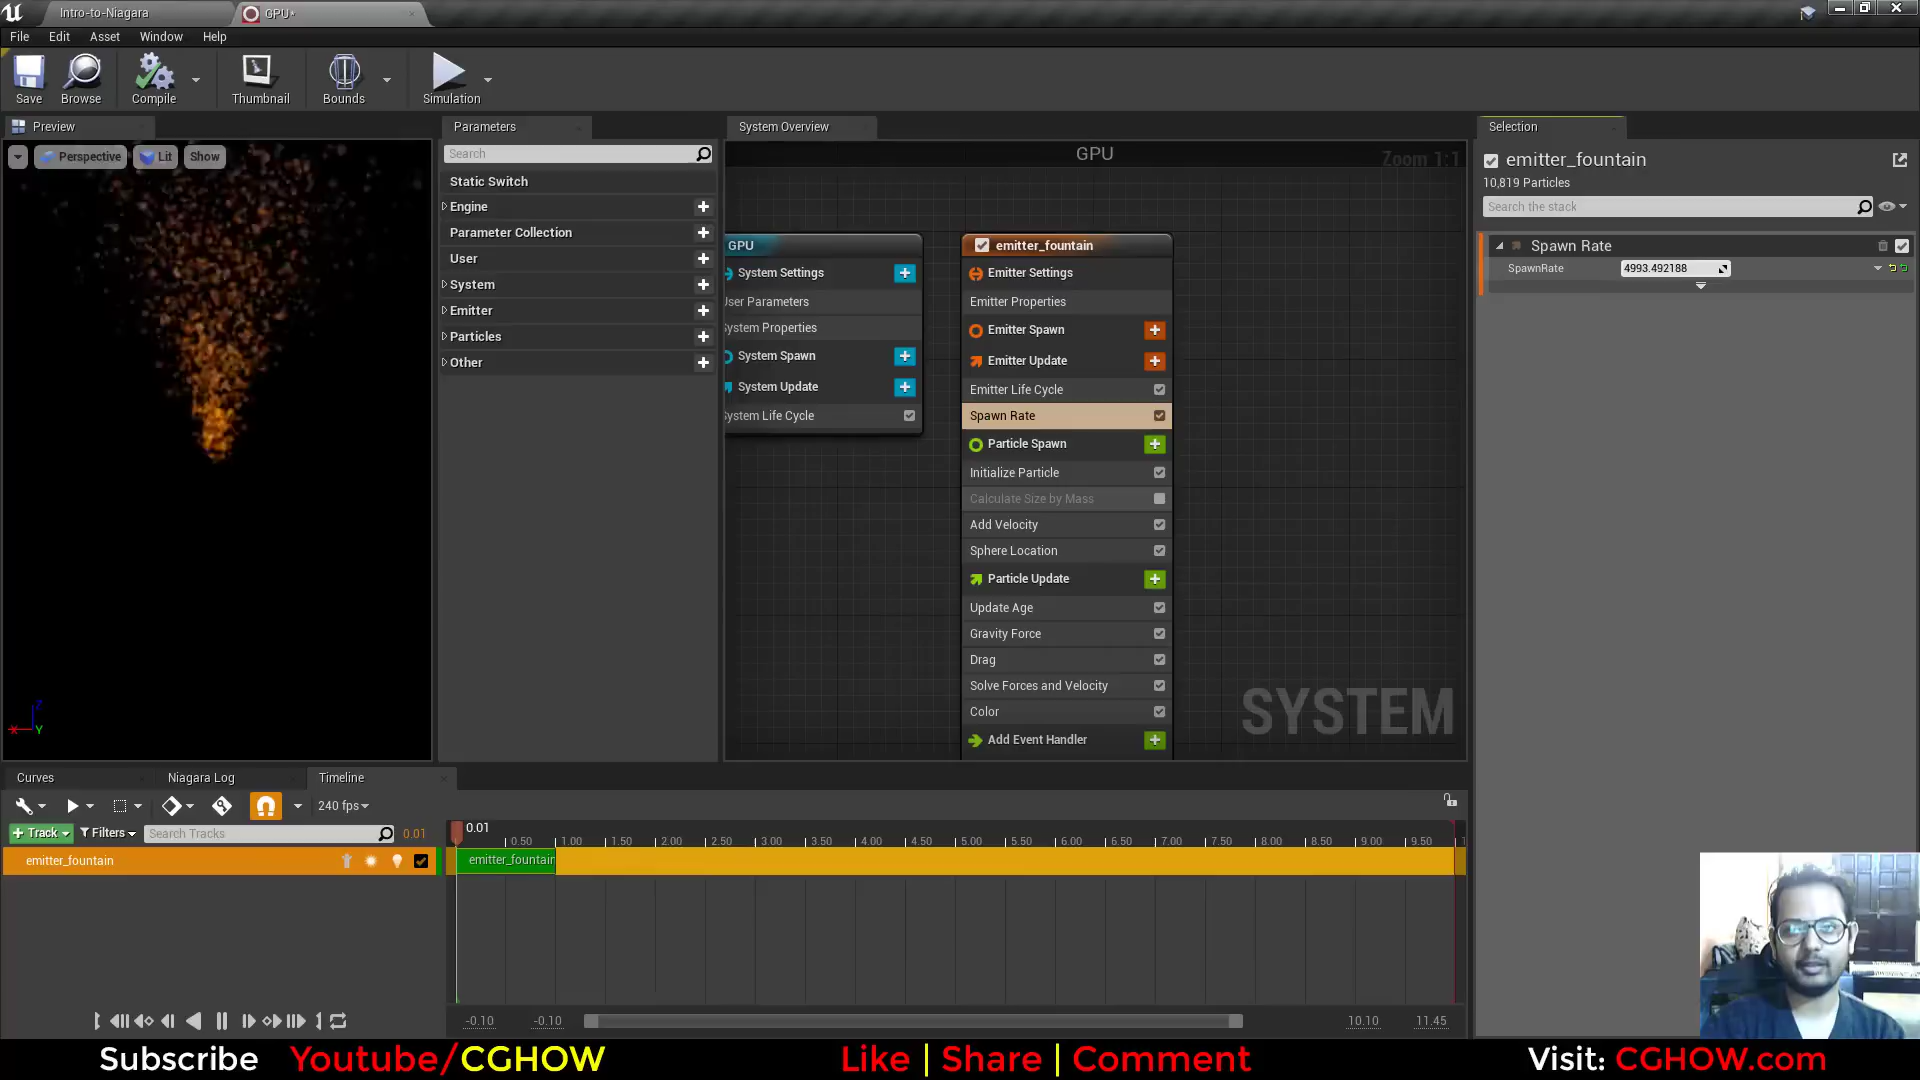 Intro-to-Niagara
GPU*
File Edit Asset Window Help
Save Browse Compile Thumbnail Bounds Simulation
Preview
Perspective Lit Show
Parameters
Search
Static Switch
Engine
Parameter Collection
User
System
Emitter
Particles
Other
System Overview
GPU
Zoom 1:1
GPU
System Settings
User Parameters
System Properties
System Spawn
System Update
System Life Cycle
emitter_fountain
Emitter Settings
Emitter Properties
Emitter Spawn
Emitter Update
Emitter Life Cycle
Spawn Rate
Particle Spawn
Initialize Particle
Calculate Size by Mass
Add Velocity
Sphere Location
Particle Update
Update Age
Gravity Force
Drag
Solve Forces and Velocity
Color
Add Event Handler
SYSTEM
Selection
emitter_fountain
10,819 Particles
Search the stack
Spawn Rate
SpawnRate 4993.492188
Z
X
Y
Curves Niagara Log Timeline
240 fps
+ Track Filters Search Tracks 0.01
0.01
0.50 1.00 1.50 2.00 2.50 3.00 3.50 4.00 4.50 5.00 5.50 6.00 6.50 7.00 7.50 8.00 8.50 9.00 9.50 1
emitter_fountain
emitter_fountain
-0.10 -0.10 10.10 11.45
Subscribe Youtube/CGHOW Like | Share | Comment Visit: CGHOW.com